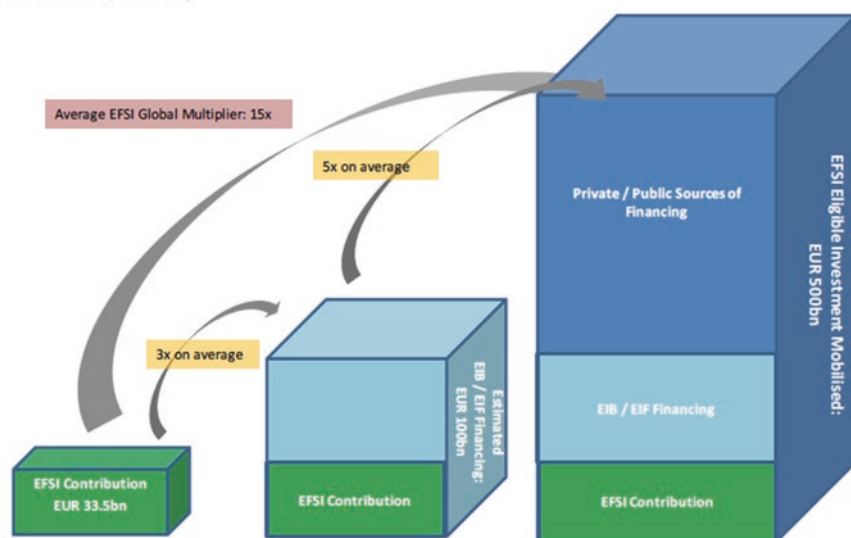 Average EFSI Global Multiplier: 15x
5x on average
3x on average
EFSI Contribution
EUR 33.5bn
EFSI Contribution
Estimated
EIB / EIF Financing:
EUR 100bn
Private / Public Sources of
Financing
EIB / EIF Financing
EFSI Contribution
EFSI Eligible Investment Mobilised:
EUR 500bn